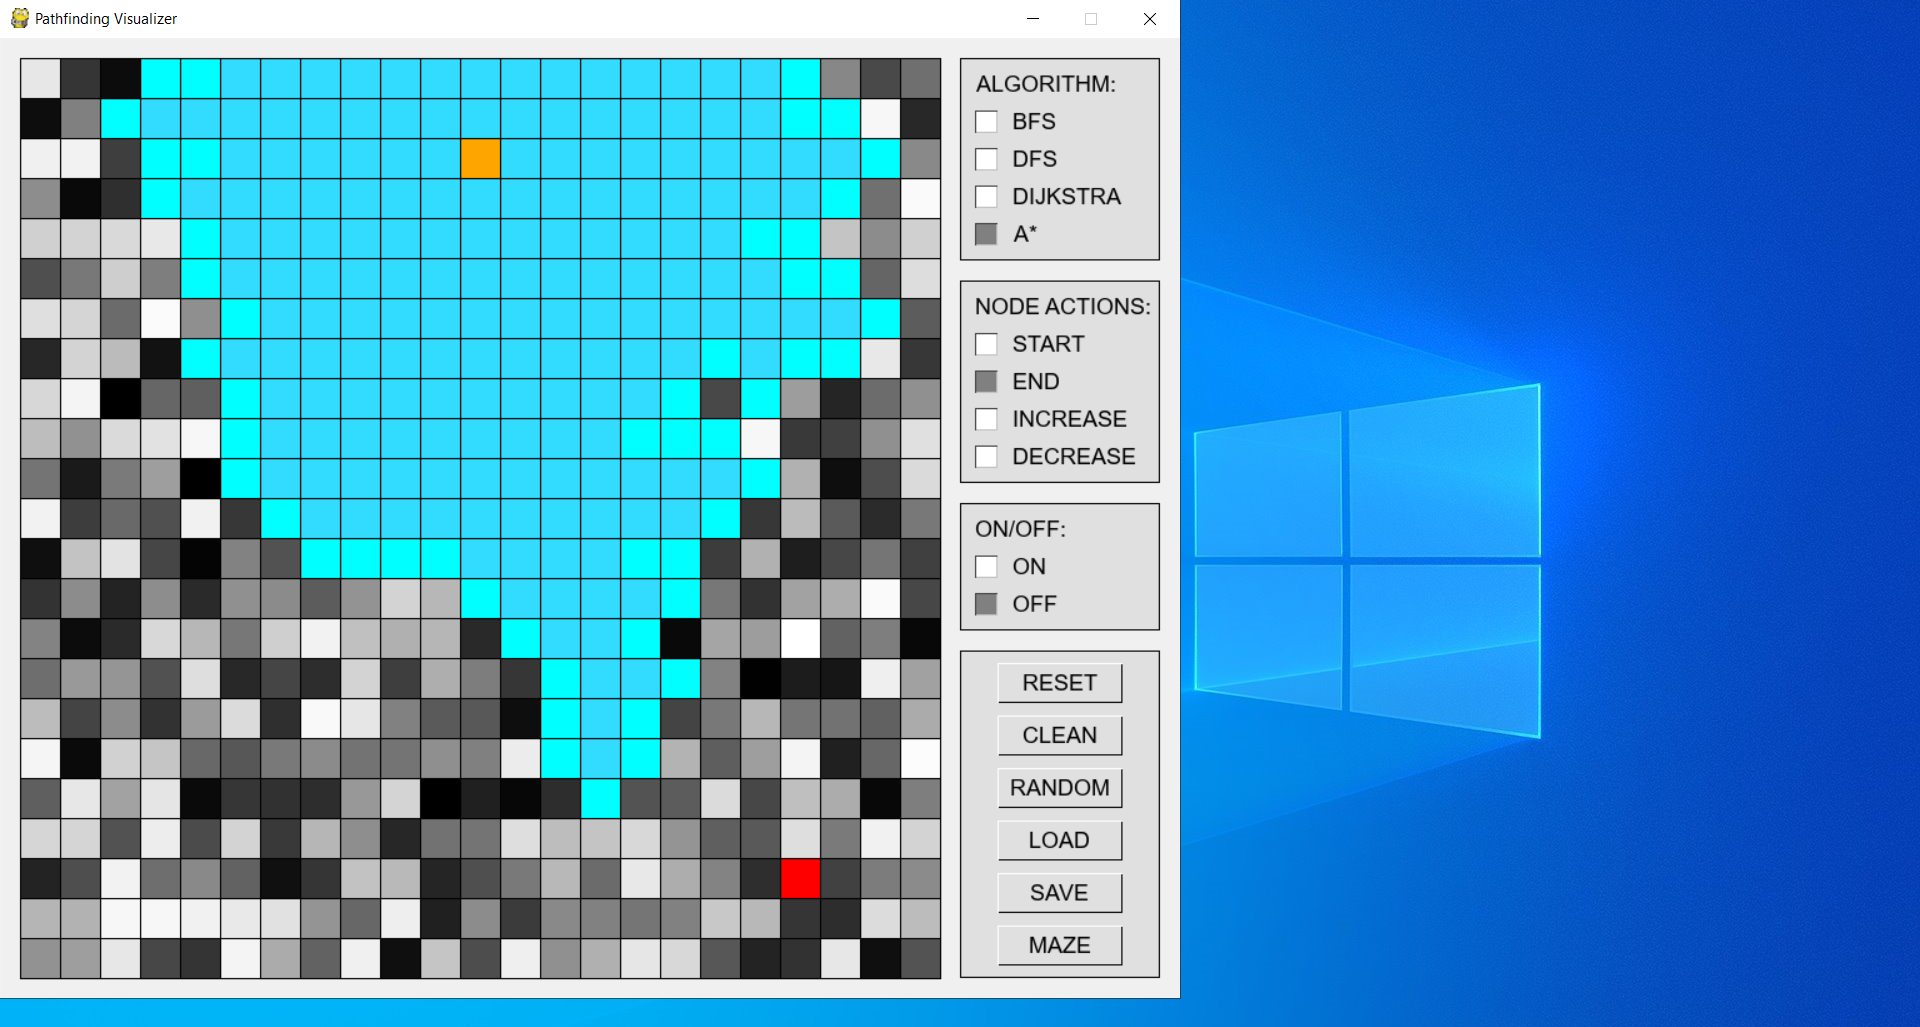 Pathfinding Visualizer
ALGORITHM:
BFS
DFS
DIJKSTRA
A*
NODE ACTIONS:
START
END
INCREASE
DECREASE
ON/OFF:
ON
OFF
RESET
CLEAN
RANDOM
LOAD
SAVE
MAZE